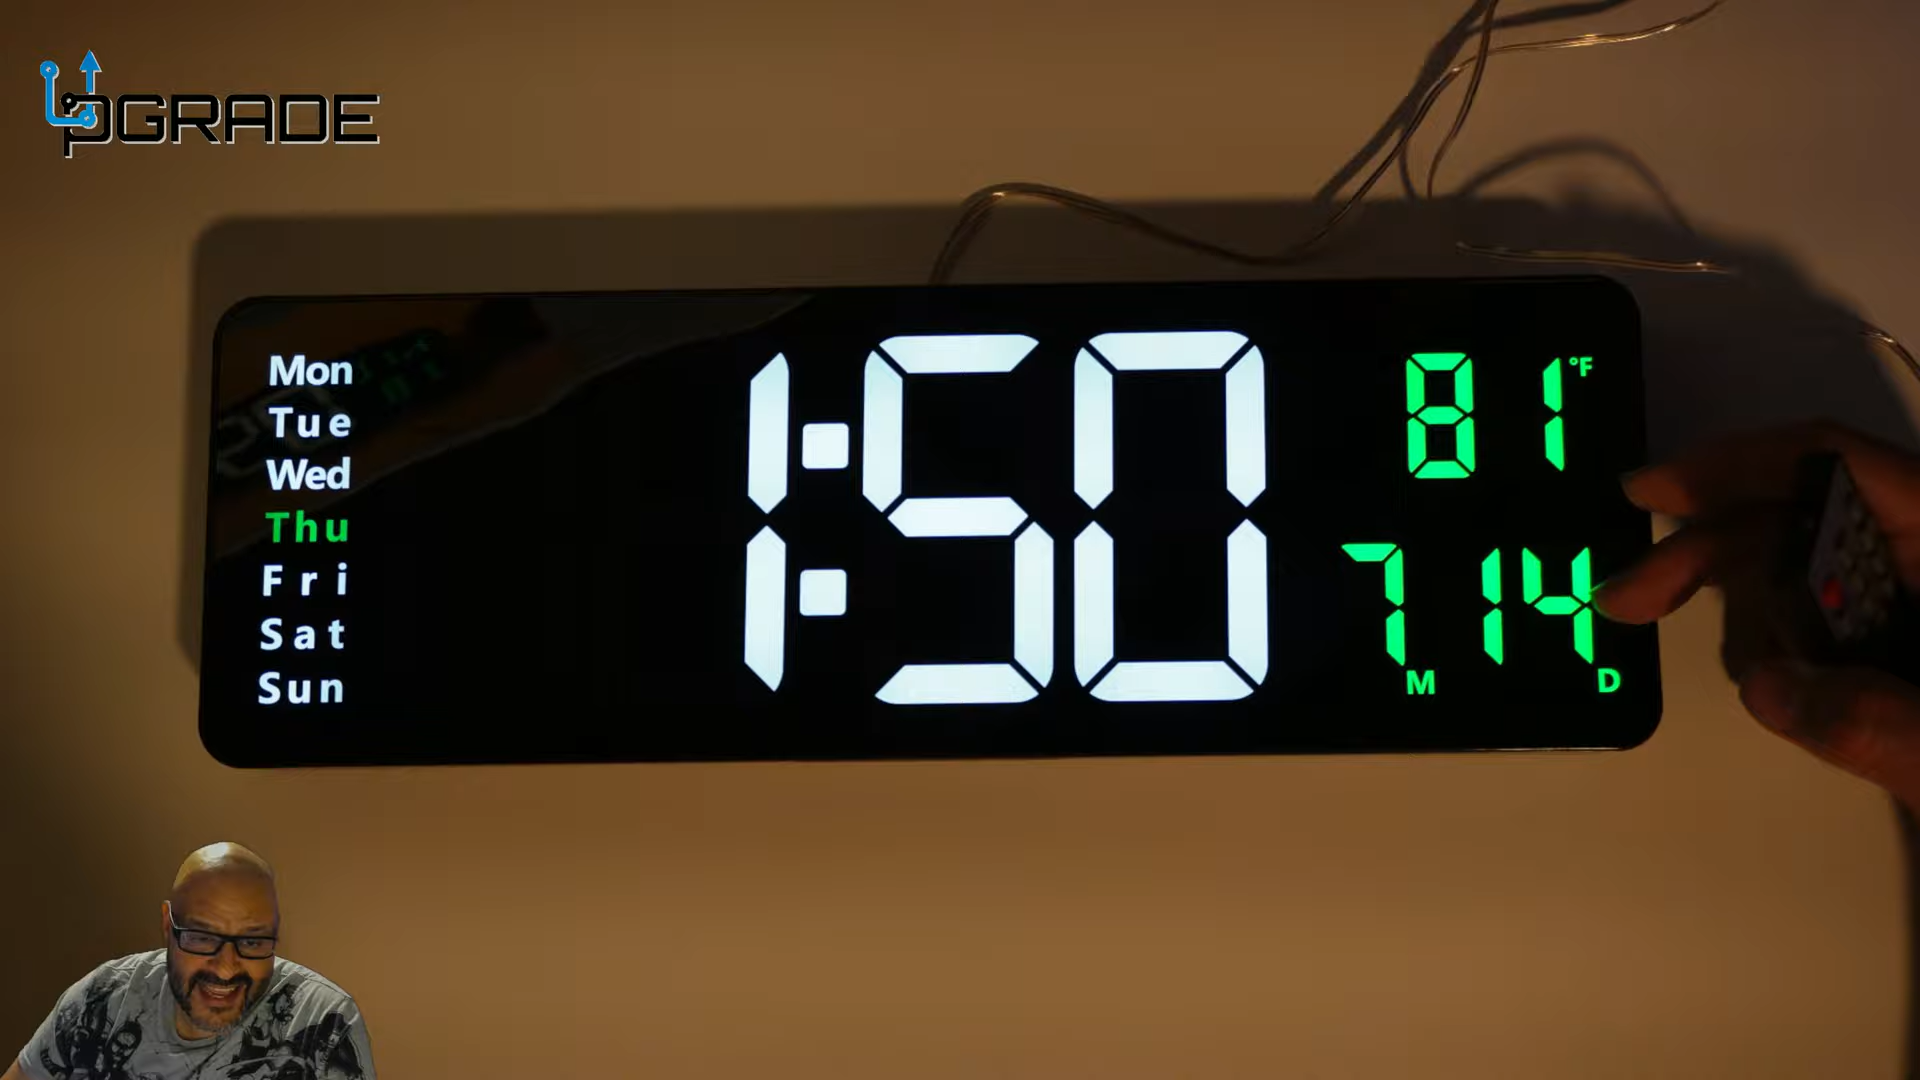 UPGRADE
Mon
Tue
Wed
Thu
Fri
Sat
Sun
1:50
81 °F
7 M 14 D